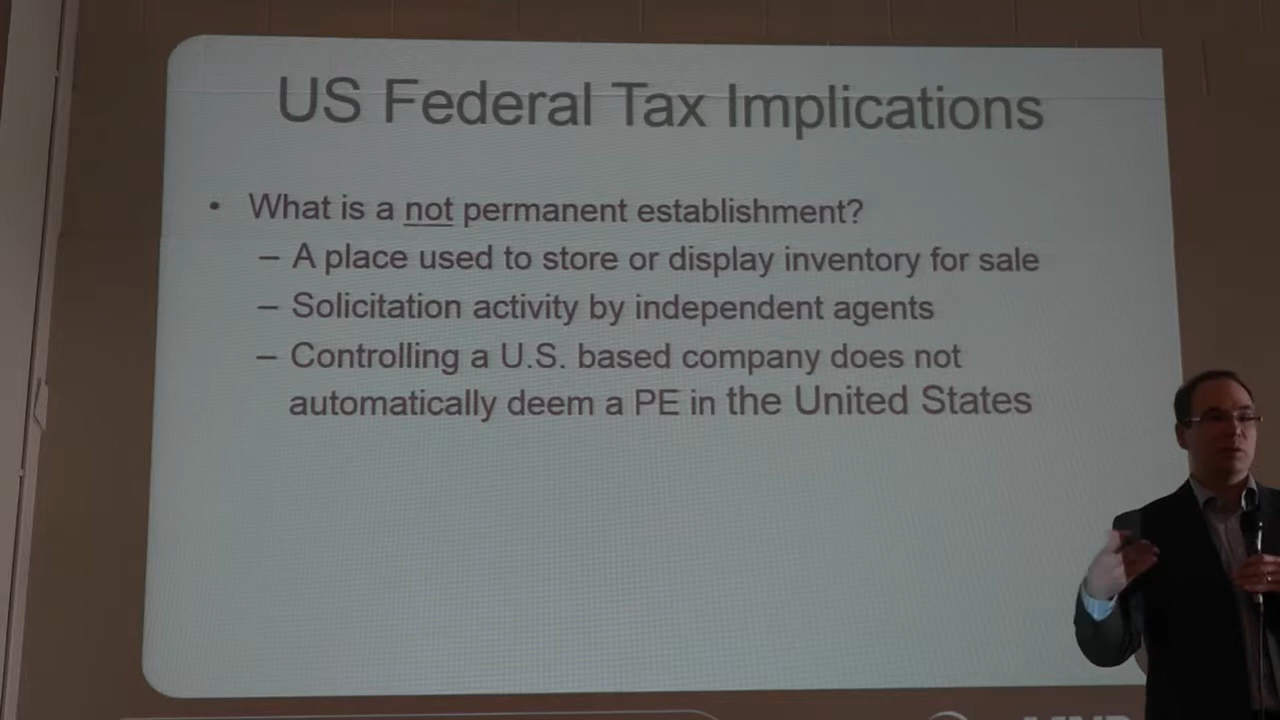 US Federal Tax Implications
• What is a not permanent establishment?
– A place used to store or display inventory for sale
– Solicitation activity by independent agents
– Controlling a U.S. based company does not
automatically deem a PE in the United States